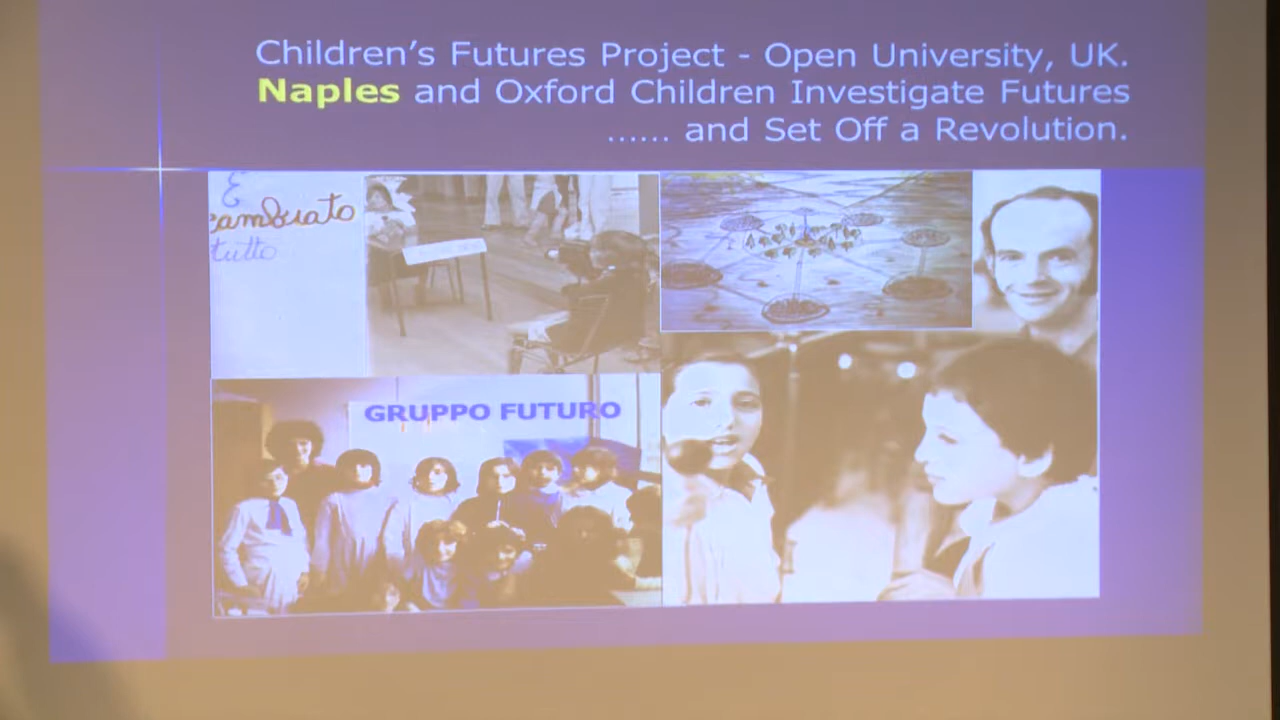 Children's Futures Project - Open University, UK.
Naples and Oxford Children Investigate Futures
...... and Set Off a Revolution.
È
cambiato
tutto
GRUPPO FUTURO